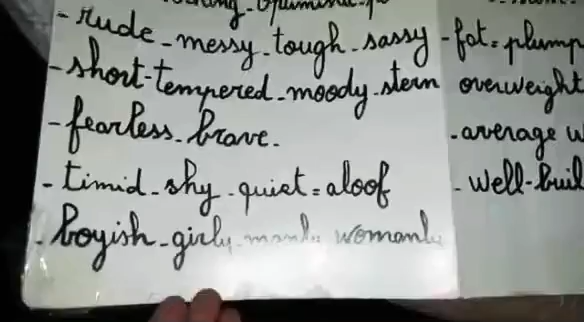 - rude - messy - tough - sassy
- short-tempered - moody - stern
- fearless - brave.
- timid - shy - quiet = aloof
- boyish - girly - manly womanly
- fat = plump
overweight
- average
- well-buil